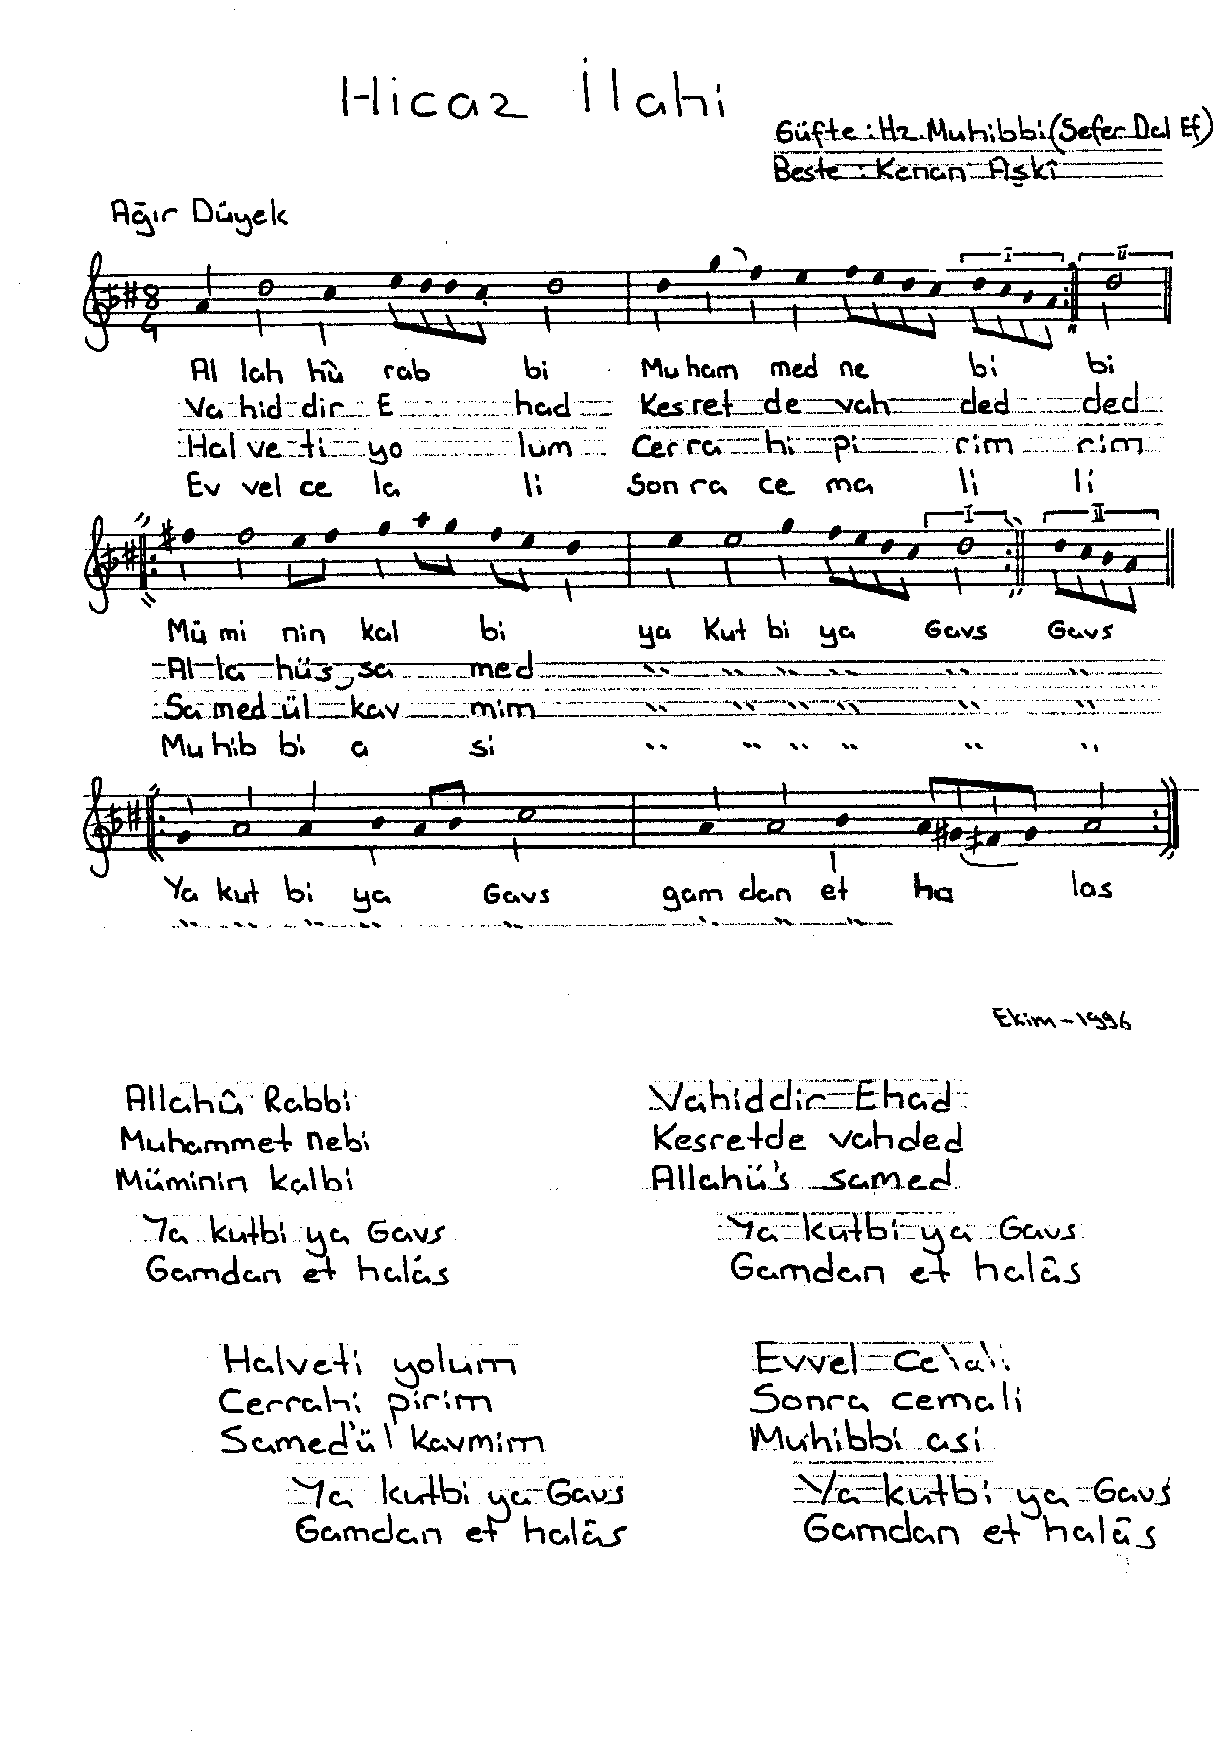 Hicaz İlahi
Güfte: Hz. Muhibbi (Sefer Dal Ef)
Beste: Kenan Aşkî
Ağır Düyek
8
4
I II
Al lah hû rab bi Mu ham med ne bi bi
Va hid dir E had Kes ret de vah ded ded
Hal ve ti yo lum Cer ra hi pi rim rim
Ev vel ce la li Son ra ce ma li li
I II
Mü mi nin kal bi ya Kut bi ya Gavs Gavs
Al la hüs sa med " " " " " "
Sa med ül kav mim " " " " " "
Mu hib bi a si " " " " " "
Ya kut bi ya Gavs gam dan et ha las
" " " " " " " "
Ekim-1996
Allahû Rabbi
Muhammet nebi
Müminin kalbi
Ya kutbi ya Gavs
Gamdan et halâs
Vahiddir Ehad
Kesretde vahded
Allahü's samed
Ya kutbi ya Gavs
Gamdan et halâs
Halveti yolum
Cerrahi pirim
Samed'ül kavmim
Ya kutbi ya Gavs
Gamdan et halâs
Evvel Celali
Sonra cemali
Muhibbi asi
Ya kutbi ya Gavs
Gamdan et halâs